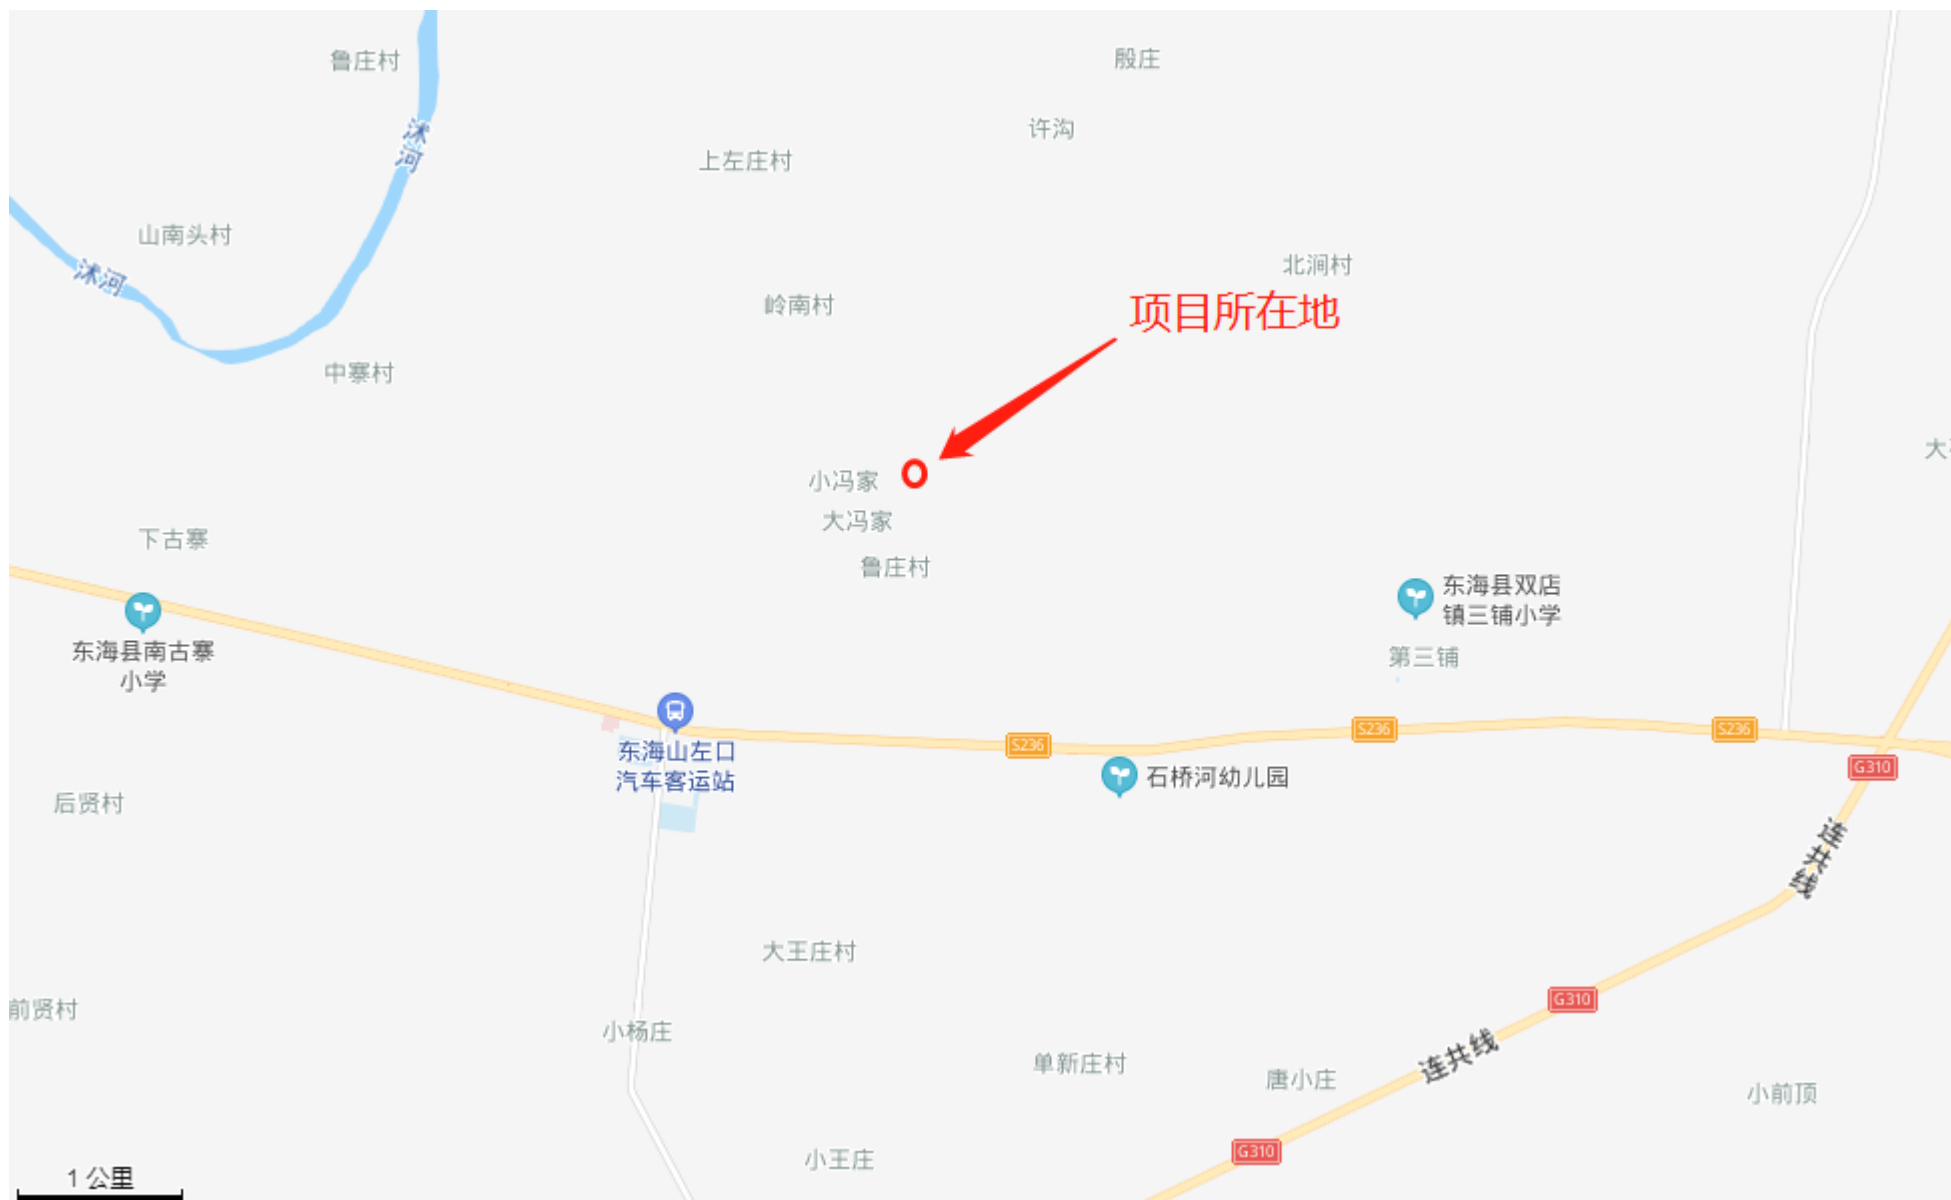 鲁庄村
殷庄
沭河
许沟
上左庄村
山南头村
沭河
北涧村
岭南村
项目所在地
中寨村
小冯家
大冯家
下古寨
鲁庄村
东海县双店
镇三铺小学
东海县南古寨
小学
第三铺
S236
S236
S236
东海山左口
汽车客运站
石桥河幼儿园
G310
后贤村
连共线
大王庄村
前贤村
G310
小杨庄
连共线
单新庄村
唐小庄
小前顶
G310
小王庄
1 公里